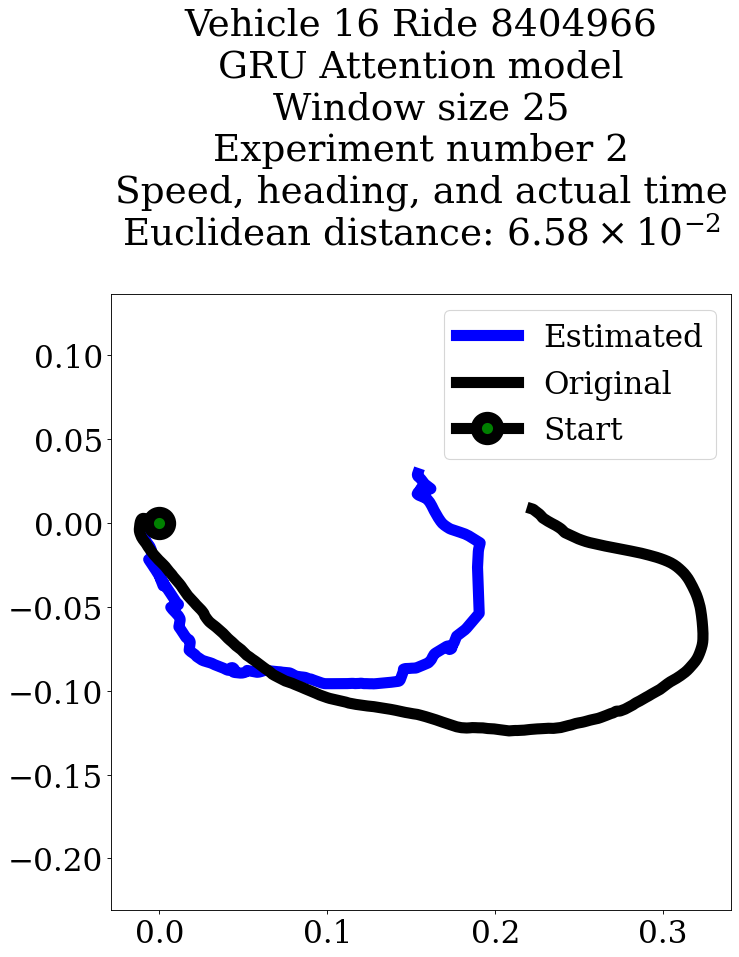 Vehicle 16 Ride 8404966
GRU Attention model
Window size 25
Experiment number 2
Speed, heading, and actual time
Euclidean distance: 6.58 × 10⁻²
Estimated
Original
Start
0.10
0.05
0.00
−0.05
−0.10
−0.15
−0.20
0.0 0.1 0.2 0.3